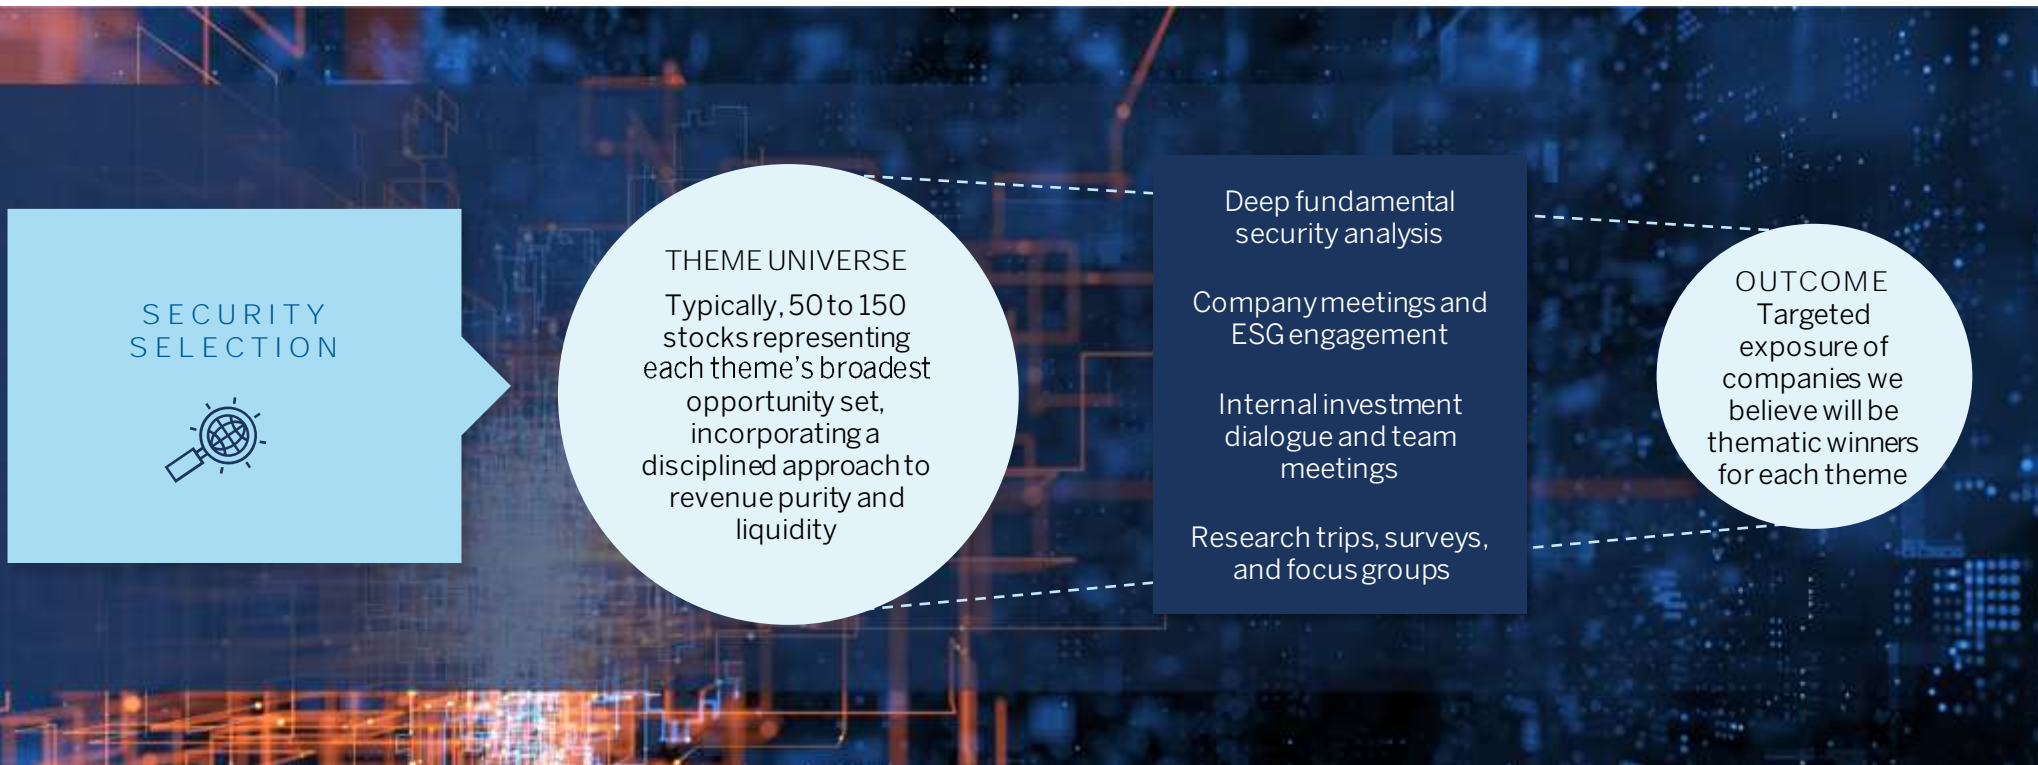 SECURITY
SELECTION
THEME UNIVERSE
Typically, 50 to 150
stocks representing
each theme’s broadest
opportunity set,
incorporating a
disciplined approach to
revenue purity and
liquidity
Deep fundamental
security analysis
Company meetings and
ESG engagement
Internal investment
dialogue and team
meetings
Research trips, surveys,
and focus groups
OUTCOME
Targeted
exposure of
companies we
believe will be
thematic winners
for each theme